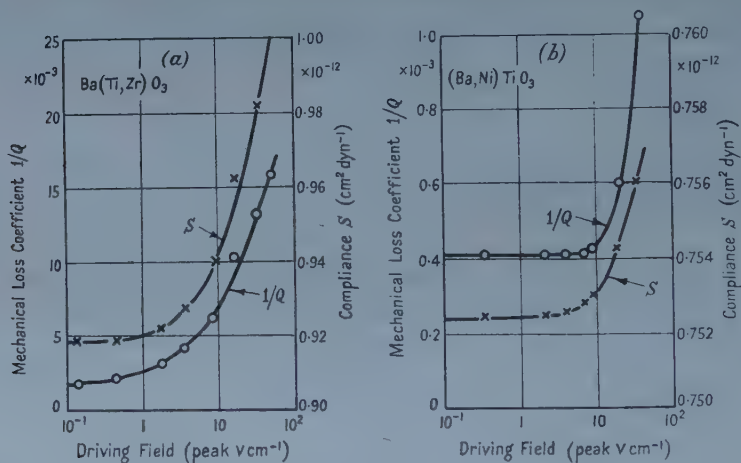 (a)
Ba(Ti,Zr)O₃
×10⁻³
25
20
15
10
5
0
Mechanical Loss Coefficient 1/Q
S
1/Q
1·00
×10⁻¹²
0·98
0·96
0·94
0·92
0·90
Compliance S (cm² dyn⁻¹)
10⁻¹
1
10
10²
Driving Field (peak V cm⁻¹)
(b)
(Ba,Ni)TiO₃
1·0
×10⁻³
0·8
0·6
0·4
0·2
0
Mechanical Loss Coefficient 1/Q
1/Q
S
0·760
×10⁻¹²
0·758
0·756
0·754
0·752
0·750
Compliance S (cm² dyn⁻¹)
10⁻¹
1
10
10²
Driving Field (peak V cm⁻¹)